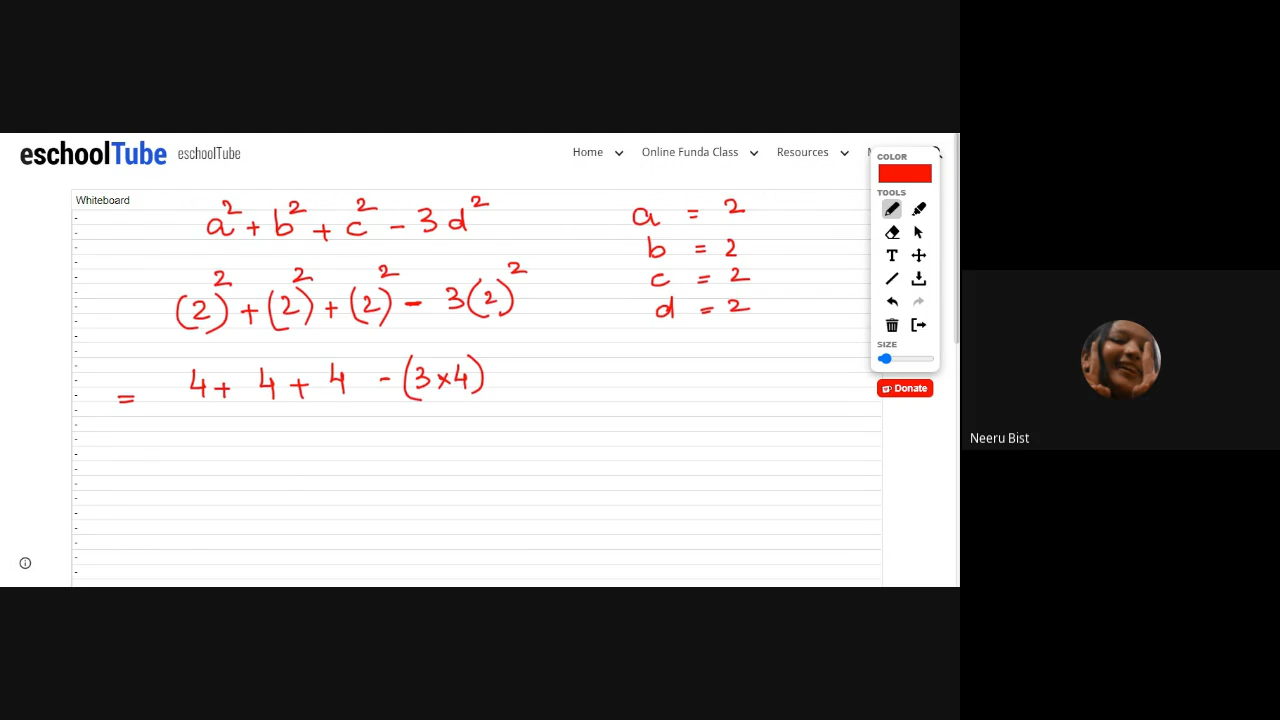 eschoolTube eschoolTube Home Online Funda Class Resources
COLOR
Whiteboard
TOOLS
a² + b² + c² - 3d²
a = 2
b = 2
c = 2
d = 2
(2)² + (2)² + (2)² - 3(2)²
T
SIZE
= 4 + 4 + 4 - (3×4)
Donate
Neeru Bist